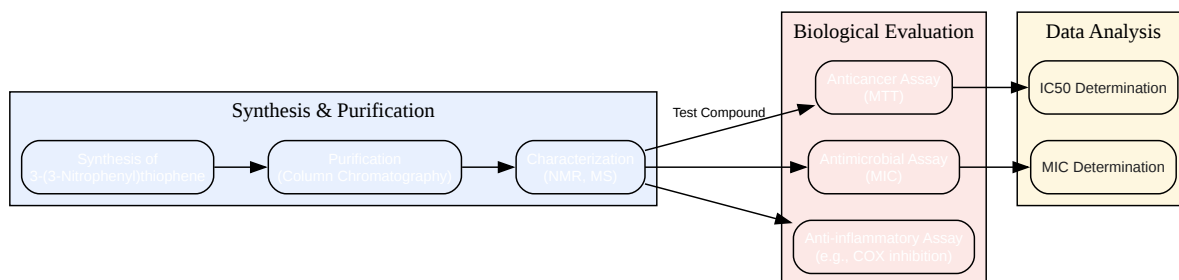 Synthesis & Purification
Synthesis of
3-(3-Nitrophenyl)thiophene
Purification
(Column Chromatography)
Characterization
(NMR, MS)
Test Compound
Biological Evaluation
Anticancer Assay
(MTT)
Antimicrobial Assay
(MIC)
Anti-inflammatory Assay
(e.g., COX inhibition)
Data Analysis
IC50 Determination
MIC Determination